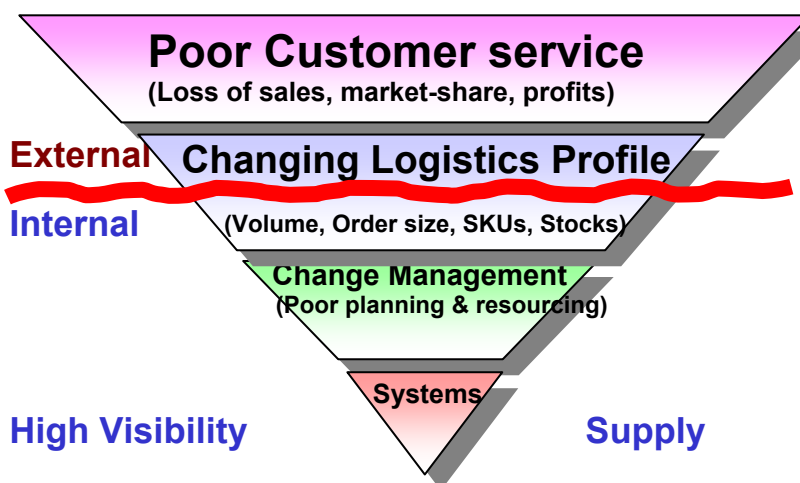 Poor Customer service
(Loss of sales, market-share, profits)
External
Changing Logistics Profile
Internal
(Volume, Order size, SKUs, Stocks)
Change Management
(Poor planning & resourcing)
Systems
High Visibility
Supply